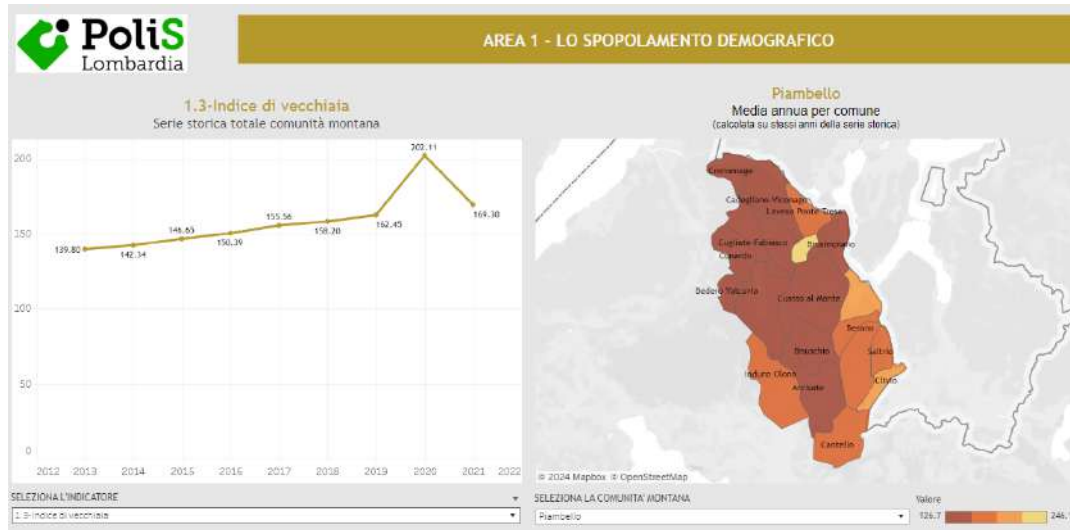 PoliS
Lombardia
AREA 1 - LO SPOPOLAMENTO DEMOGRAFICO
1.3-Indice di vecchiaia
Serie storica totale comunità montana
200
150
100
50
0
139.80
142.34
146.65
150.39
155.56
158.20
162.45
202.11
169.30
2012 2013 2014 2015 2016 2017 2018 2019 2020 2021 2022
SELEZIONA L'INDICATORE
1.3-Indice di vecchiaia
Piambello
Media annua per comune
(calcolata su stessi anni della serie storica)
Cremenaga
Cadegliano-Viconago
Lavena Ponte Tresa
Cugliate-Fabiasco
Brusimpiano
Cunardo
Bedero Valcuvia
Cuasso al Monte
Besano
Bisuschio
Saltrio
Induno Olona
Clivio
Arcisate
Cantello
© 2024 Mapbox © OpenStreetMap
SELEZIONA LA COMUNITA' MONTANA
Piambello
Valore
126.7
246.